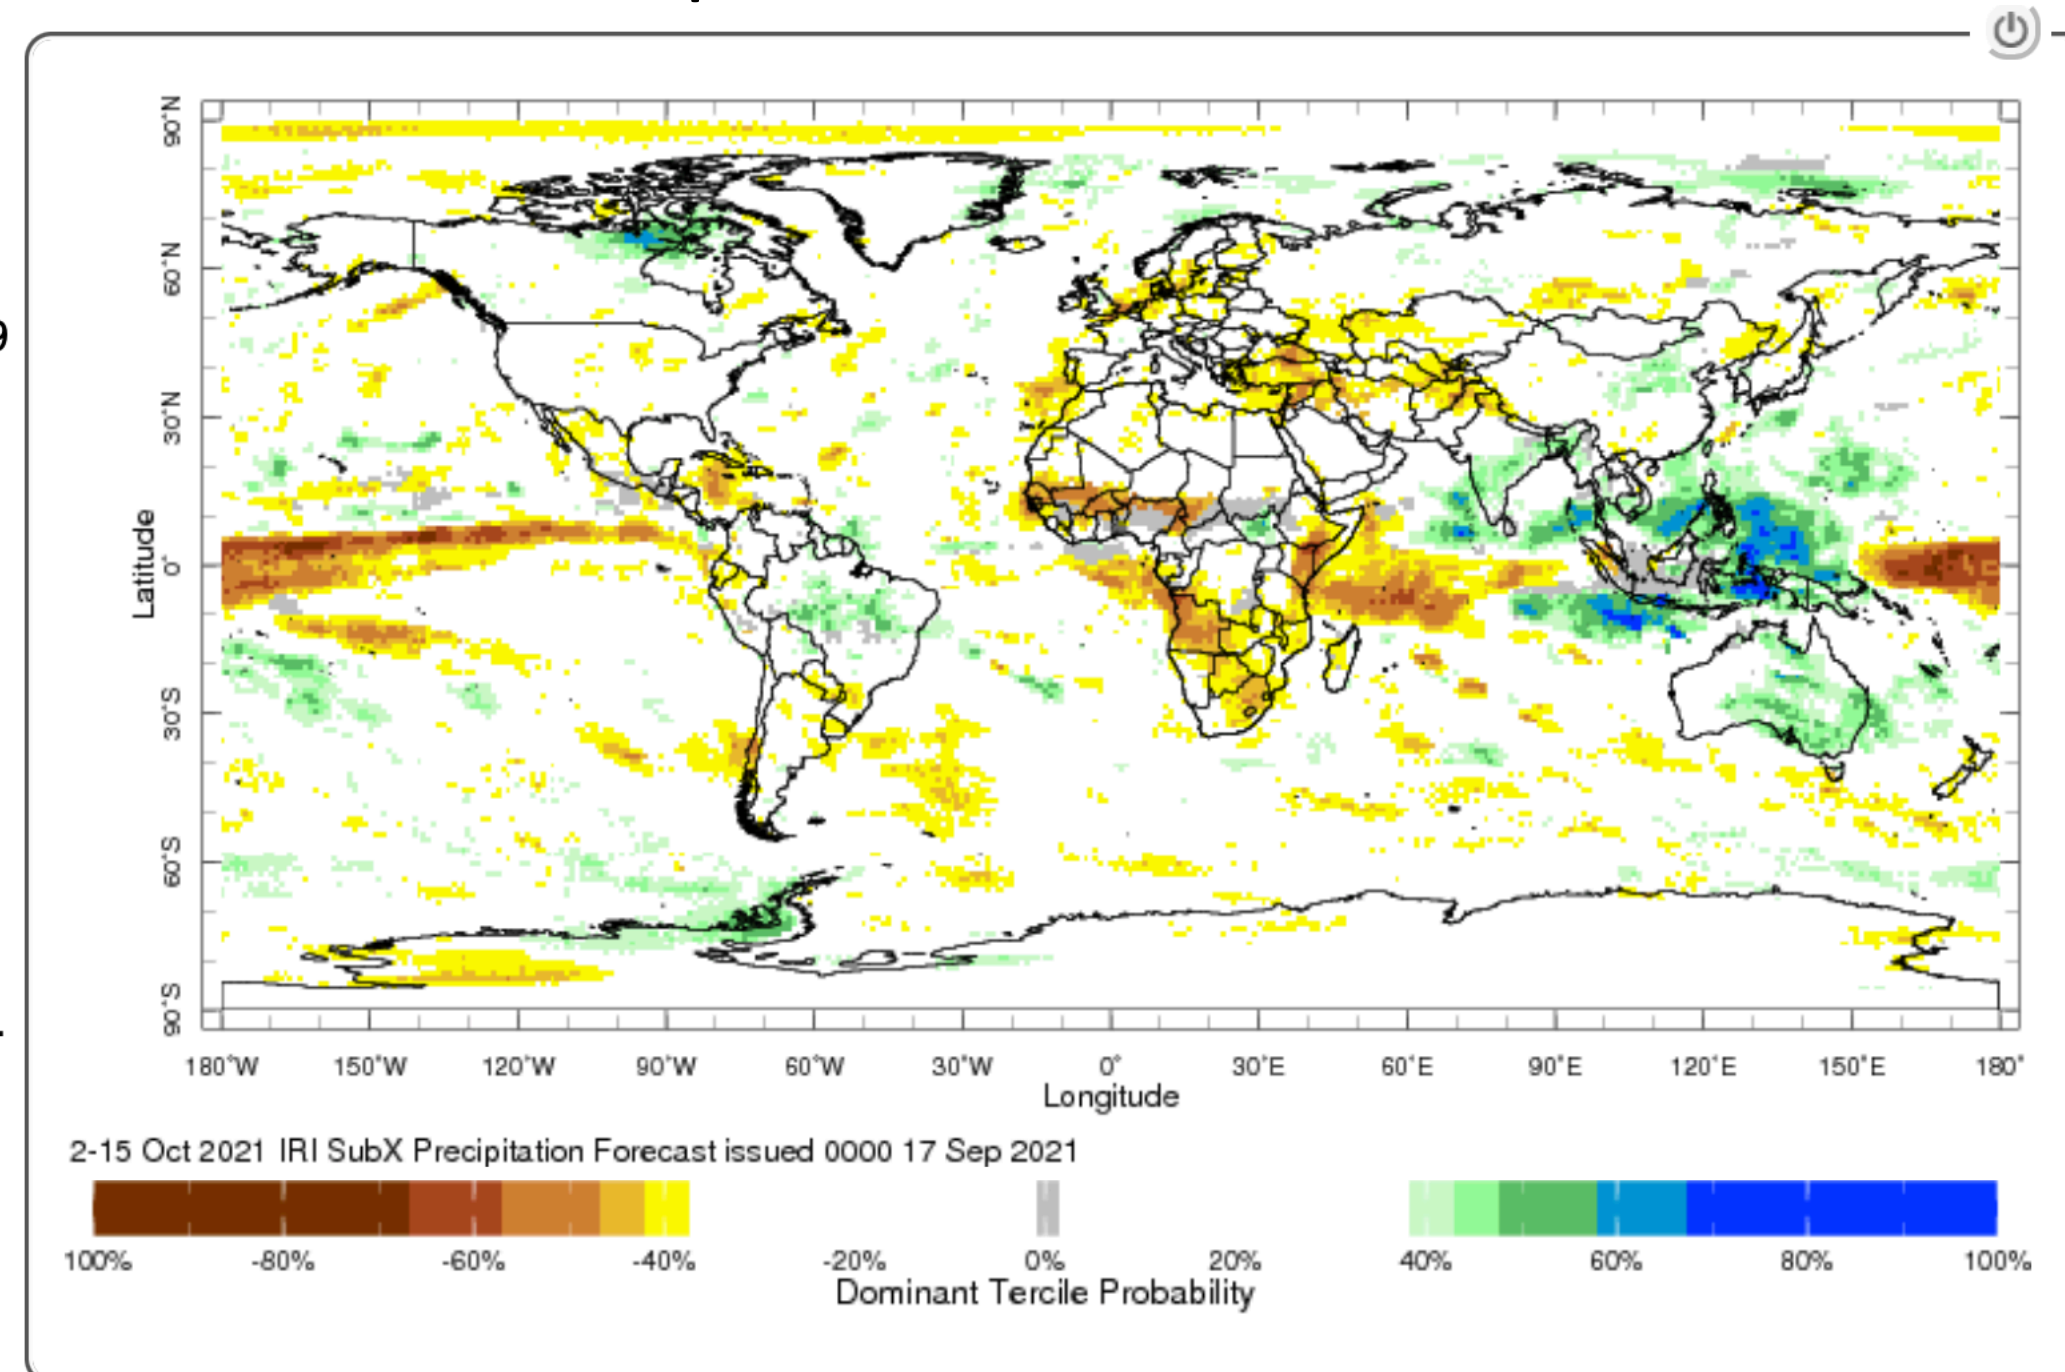 9
90°N
60°N
30°N
0°
30°S
60°S
90°S
Latitude
180°W 150°W 120°W 90°W 60°W 30°W 0° 30°E 60°E 90°E 120°E 150°E 180°
Longitude
2-15 Oct 2021 IRI SubX Precipitation Forecast issued 0000 17 Sep 2021
100% -80% -60% -40% -20% 0% 20% 40% 60% 80% 100%
Dominant Tercile Probability